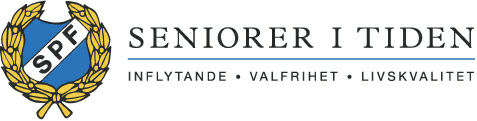 SPF
SENIORER I TIDEN
INFLYTANDE • VALFRIHET • LIVSKVALITET